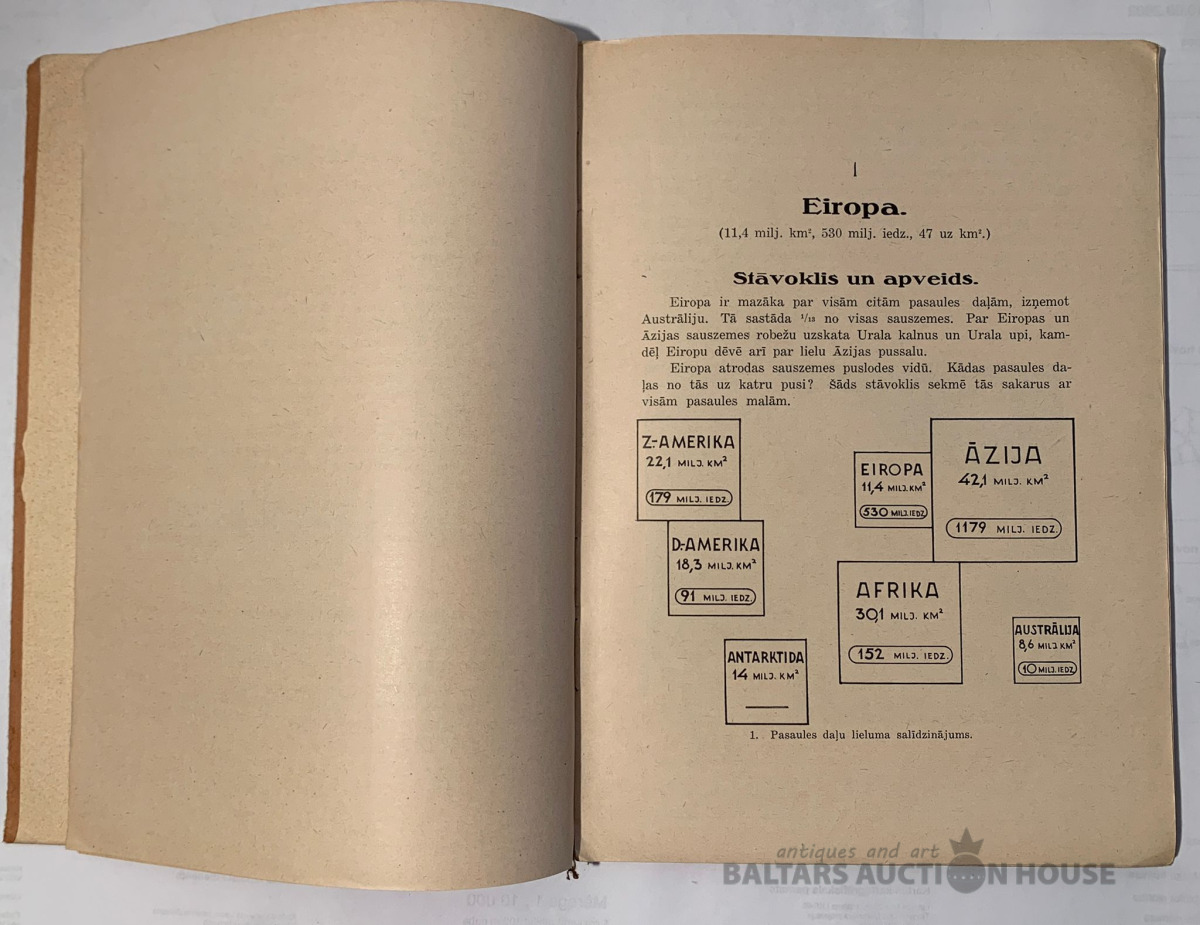 I
Eiropa.
(11,4 milj. km², 530 milj. iedz., 47 uz km².)
Stāvoklis un apveids.
Eiropa ir mazāka par visām citām pasaules daļām, izņemot
Austrāliju. Tā sastāda ¹/₁₃ no visas sauszemes. Par Eiropas un
Āzijas sauszemes robežu uzskata Urala kalnus un Urala upi, kam-
dēļ Eiropu dēvē arī par lielu Āzijas pussalu.
Eiropa atrodas sauszemes puslodes vidū. Kādas pasaules da-
ļas no tās uz katru pusi? Šāds stāvoklis sekmē tās sakarus ar
visām pasaules malām.
Z-AMERIKA
22,1 MILJ. KM²
179 MILJ. IEDZ.
EIROPA
11,4 MILJ. KM²
530 MILJ. IEDZ
ĀZIJA
42,1 MILJ. KM²
1179 MILJ. IEDZ.
D-AMERIKA
18,3 MILJ. KM²
91 MILJ. IEDZ.
AFRIKA
30,1 MILJ. KM²
152 MILJ. IEDZ.
ANTARKTIDA
14 MILJ. KM²
AUSTRĀLIJA
8,6 MILJ KM²
10 MILJ. IEDZ
1. Pasaules daļu lieluma salīdzinājums.
antiques and art
BALTARS AUCTION HOUSE